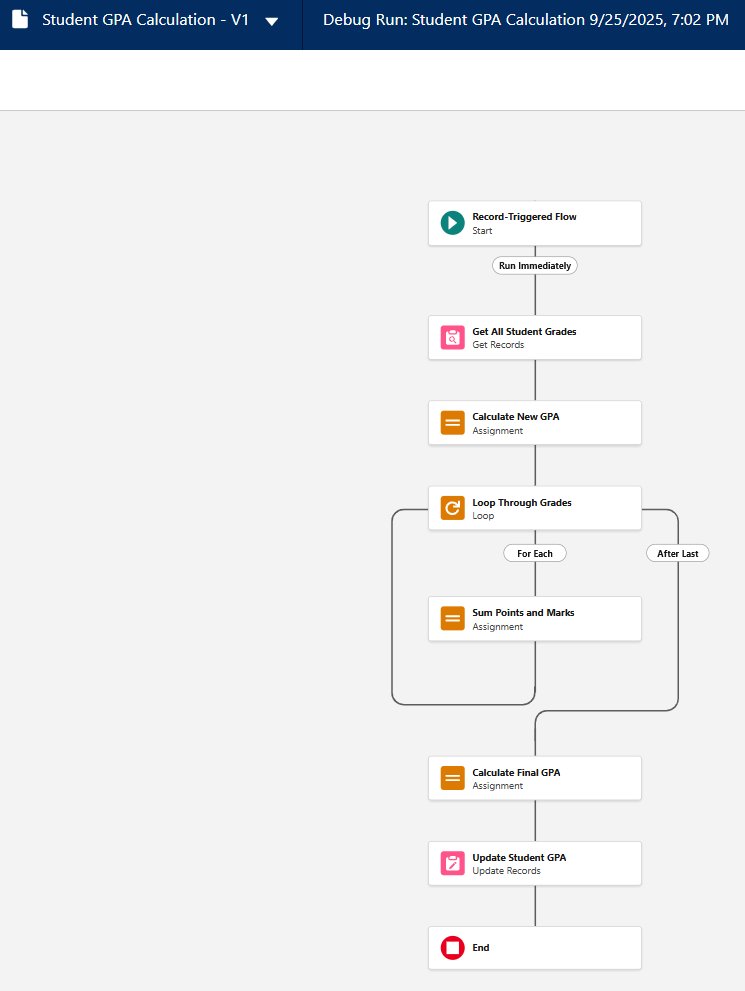 Student GPA Calculation - V1
Debug Run: Student GPA Calculation 9/25/2025, 7:02 PM
Record-Triggered Flow
Start
Run Immediately
Get All Student Grades
Get Records
Calculate New GPA
Assignment
Loop Through Grades
Loop
For Each
After Last
Sum Points and Marks
Assignment
Calculate Final GPA
Assignment
Update Student GPA
Update Records
End